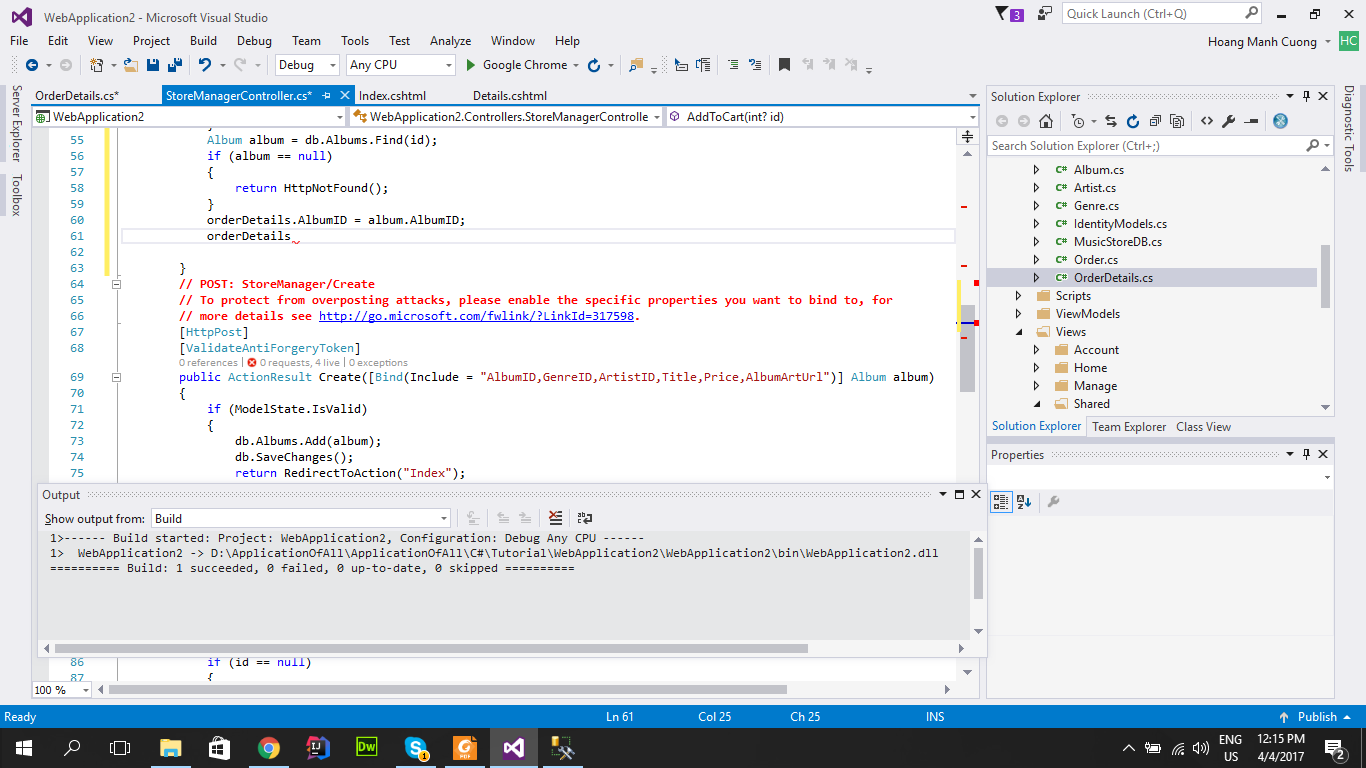 WebApplication2 - Microsoft Visual Studio
3
Quick Launch (Ctrl+Q)
File Edit View Project Build Debug Team Tools Test Analyze Window Help
Hoang Manh Cuong HC
Debug Any CPU Google Chrome
Server Explorer
Toolbox
OrderDetails.cs* StoreManagerController.cs* Index.cshtml Details.cshtml
WebApplication2 WebApplication2.Controllers.StoreManagerControlle AddToCart(int? id)
55 Album album = db.Albums.Find(id);
56 if (album == null)
57 {
58 return HttpNotFound();
59 }
60 orderDetails.AlbumID = album.AlbumID;
61 orderDetails
62
63 }
64 // POST: StoreManager/Create
65 // To protect from overposting attacks, please enable the specific properties you want to bind to, for
66 // more details see http://go.microsoft.com/fwlink/?LinkId=317598.
67 [HttpPost]
68 [ValidateAntiForgeryToken]
0 references | 0 requests, 4 live | 0 exceptions
69 public ActionResult Create([Bind(Include = "AlbumID,GenreID,ArtistID,Title,Price,AlbumArtUrl")] Album album)
70 {
71 if (ModelState.IsValid)
72 {
73 db.Albums.Add(album);
74 db.SaveChanges();
75 return RedirectToAction("Index");
Output
Show output from: Build
1>------ Build started: Project: WebApplication2, Configuration: Debug Any CPU ------
1> WebApplication2 -> D:\ApplicationOfAll\ApplicationOfAll\C#\Tutorial\WebApplication2\WebApplication2\bin\WebApplication2.dll
========== Build: 1 succeeded, 0 failed, 0 up-to-date, 0 skipped ==========
86 if (id == null)
87 {
100 %
Solution Explorer
Search Solution Explorer (Ctrl+;)
C# Album.cs
C# Artist.cs
C# Genre.cs
C# IdentityModels.cs
C# MusicStoreDB.cs
C# Order.cs
C# OrderDetails.cs
Scripts
ViewModels
Views
Account
Home
Manage
Shared
Solution Explorer Team Explorer Class View
Properties
Diagnostic Tools
Ready Ln 61 Col 25 Ch 25 INS Publish
Dw
1
PDF
ENG
US
12:15 PM
4/4/2017
2